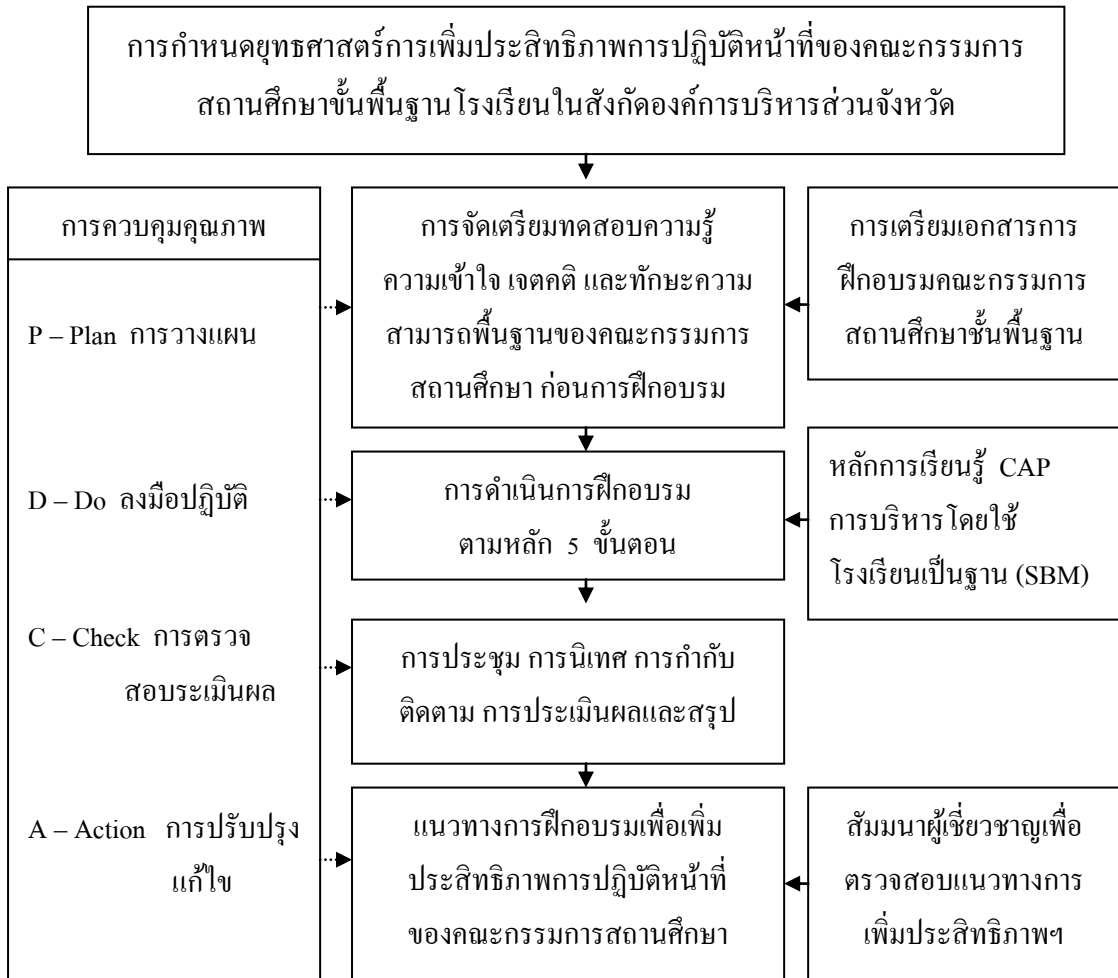 การกำหนดยุทธศาสตร์การเพิ่มประสิทธิภาพการปฏิบัติหน้าที่ของคณะกรรมการ
สถานศึกษาขั้นพื้นฐานโรงเรียนในสังกัดองค์การบริหารส่วนจังหวัด
การควบคุมคุณภาพ
P – Plan การวางแผน
D – Do ลงมือปฏิบัติ
C – Check การตรวจ
สอบระเมินผล
A – Action การปรับปรุง
แก้ไข
การจัดเตรียมทดสอบความรู้
ความเข้าใจ เจตคติ และทักษะความ
สามารถพื้นฐานของคณะกรรมการ
สถานศึกษา ก่อนการฝึกอบรม
การเตรียมเอกสารการ
ฝึกอบรมคณะกรรมการ
สถานศึกษาชั้นพื้นฐาน
การดำเนินการฝึกอบรม
ตามหลัก 5 ขั้นตอน
หลักการเรียนรู้ CAP
การบริหารโดยใช้
โรงเรียนเป็นฐาน (SBM)
การประชุม การนิเทศ การกำกับ
ติดตาม การประเมินผลและสรุป
แนวทางการฝึกอบรมเพื่อเพิ่ม
ประสิทธิภาพการปฏิบัติหน้าที่
ของคณะกรรมการสถานศึกษา
สัมมนาผู้เชี่ยวชาญเพื่อ
ตรวจสอบแนวทางการ
เพิ่มประสิทธิภาพฯ